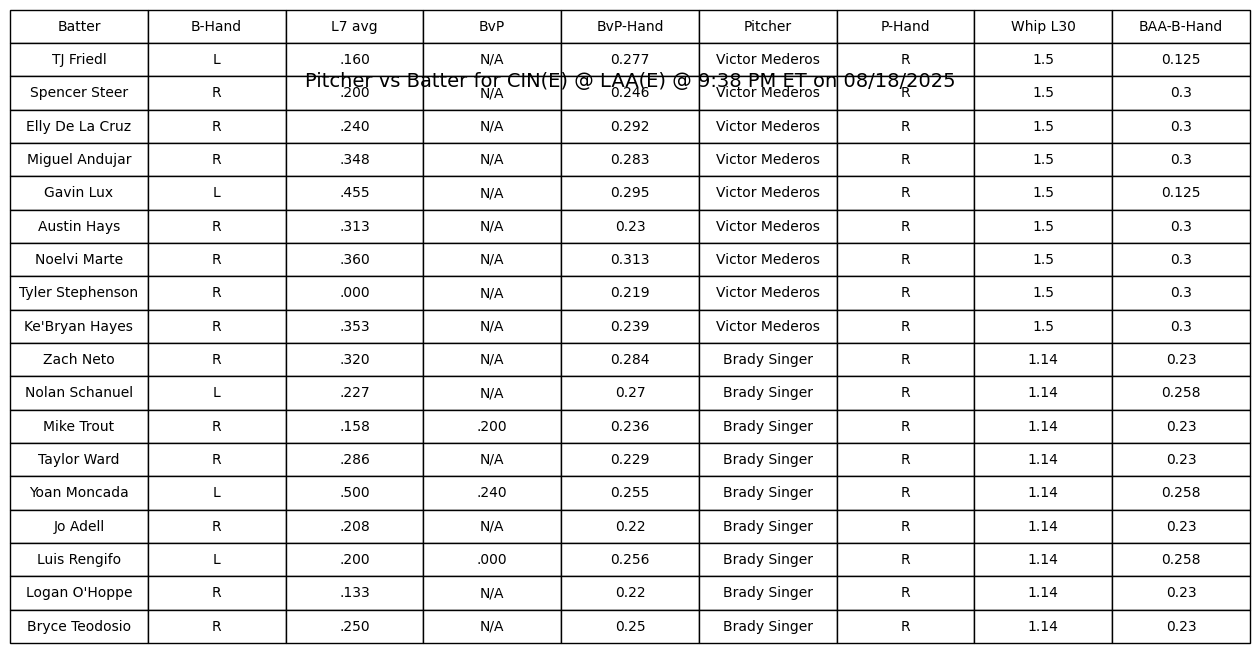 Batter B-Hand L7 avg BvP BvP-Hand Pitcher P-Hand Whip L30 BAA-B-Hand
TJ Friedl L .160 N/A 0.277 Victor Mederos R 1.5 0.125
Pitcher vs Batter for CIN(E) @ LAA(E) @ 9:38 PM ET on 08/18/2025
Spencer Steer R .200 N/A 0.246 Victor Mederos R 1.5 0.3
Elly De La Cruz R .240 N/A 0.292 Victor Mederos R 1.5 0.3
Miguel Andujar R .348 N/A 0.283 Victor Mederos R 1.5 0.3
Gavin Lux L .455 N/A 0.295 Victor Mederos R 1.5 0.125
Austin Hays R .313 N/A 0.23 Victor Mederos R 1.5 0.3
Noelvi Marte R .360 N/A 0.313 Victor Mederos R 1.5 0.3
Tyler Stephenson R .000 N/A 0.219 Victor Mederos R 1.5 0.3
Ke'Bryan Hayes R .353 N/A 0.239 Victor Mederos R 1.5 0.3
Zach Neto R .320 N/A 0.284 Brady Singer R 1.14 0.23
Nolan Schanuel L .227 N/A 0.27 Brady Singer R 1.14 0.258
Mike Trout R .158 .200 0.236 Brady Singer R 1.14 0.23
Taylor Ward R .286 N/A 0.229 Brady Singer R 1.14 0.23
Yoan Moncada L .500 .240 0.255 Brady Singer R 1.14 0.258
Jo Adell R .208 N/A 0.22 Brady Singer R 1.14 0.23
Luis Rengifo L .200 .000 0.256 Brady Singer R 1.14 0.258
Logan O'Hoppe R .133 N/A 0.22 Brady Singer R 1.14 0.23
Bryce Teodosio R .250 N/A 0.25 Brady Singer R 1.14 0.23